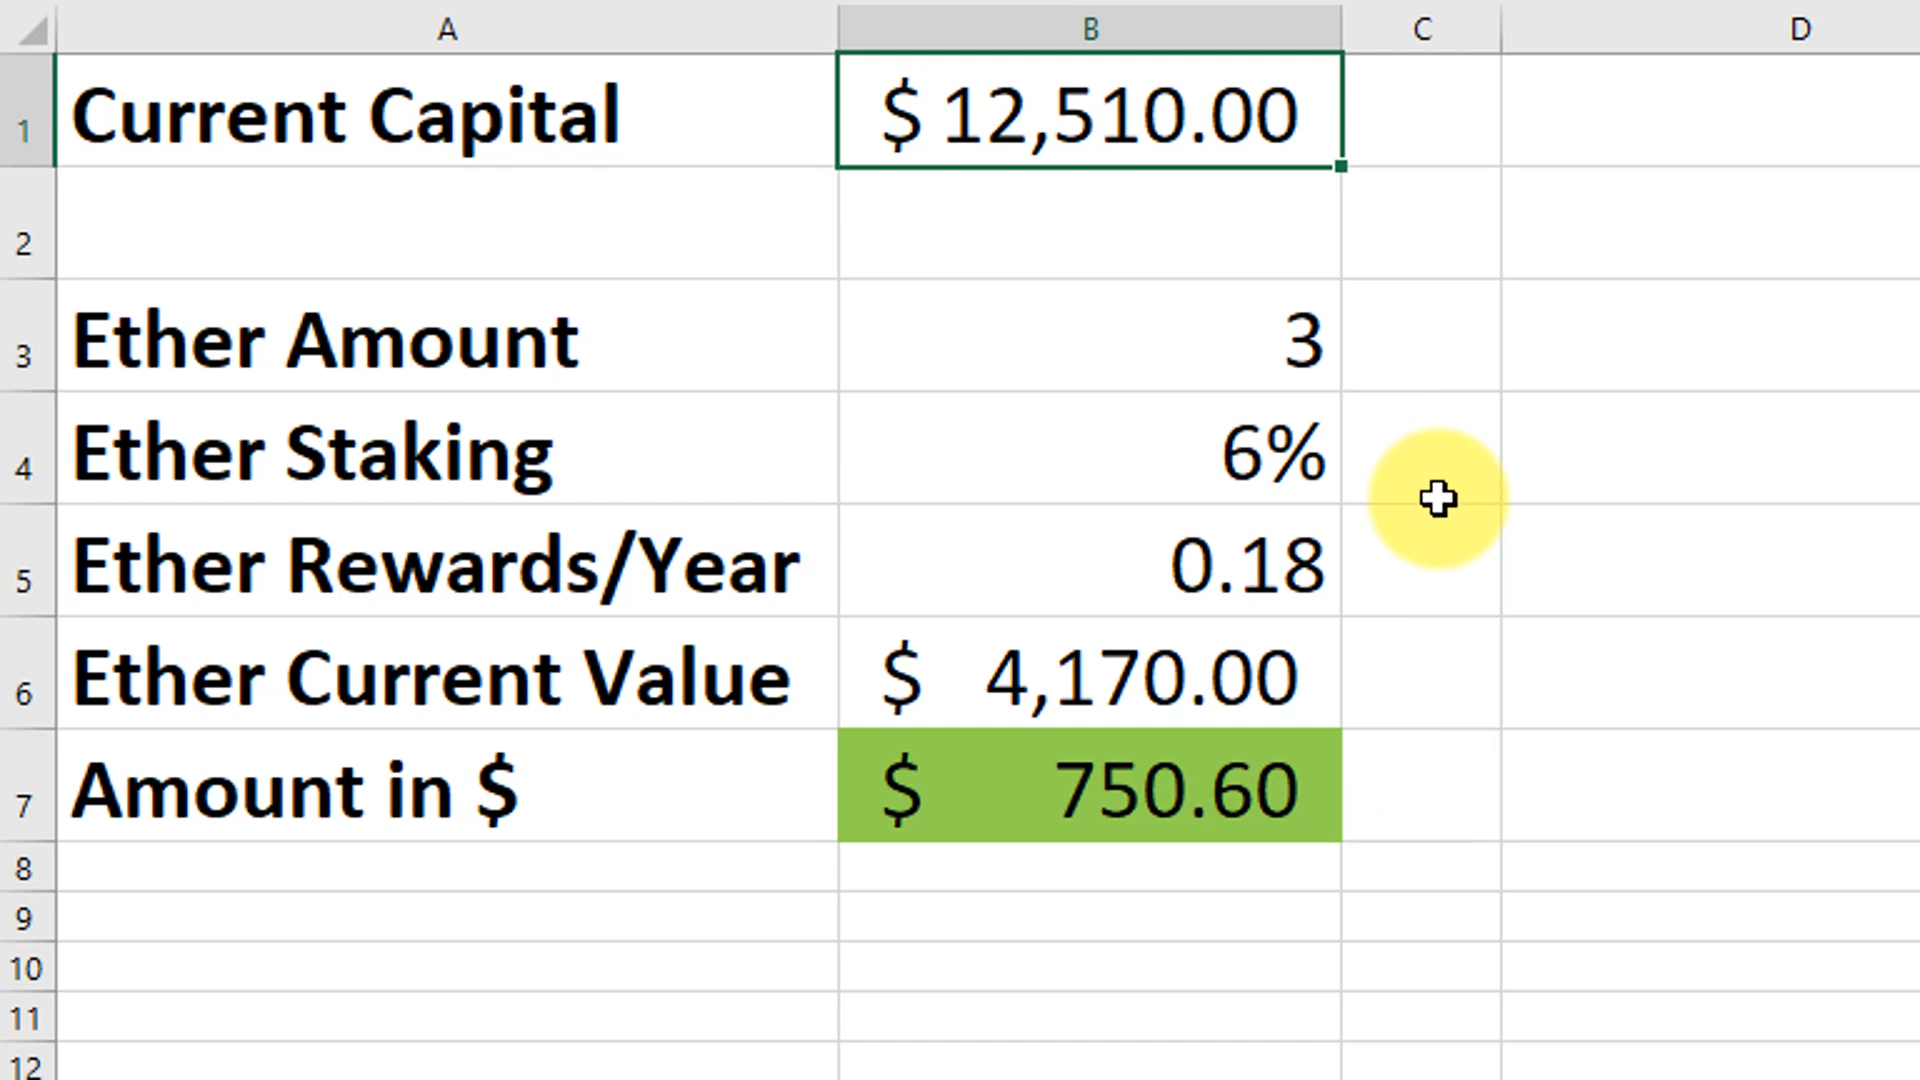 A B C D
1 Current Capital $ 12,510.00
2
3 Ether Amount 3
4 Ether Staking 6%
5 Ether Rewards/Year 0.18
6 Ether Current Value $ 4,170.00
7 Amount in $ $ 750.60
8
9
10
11
12